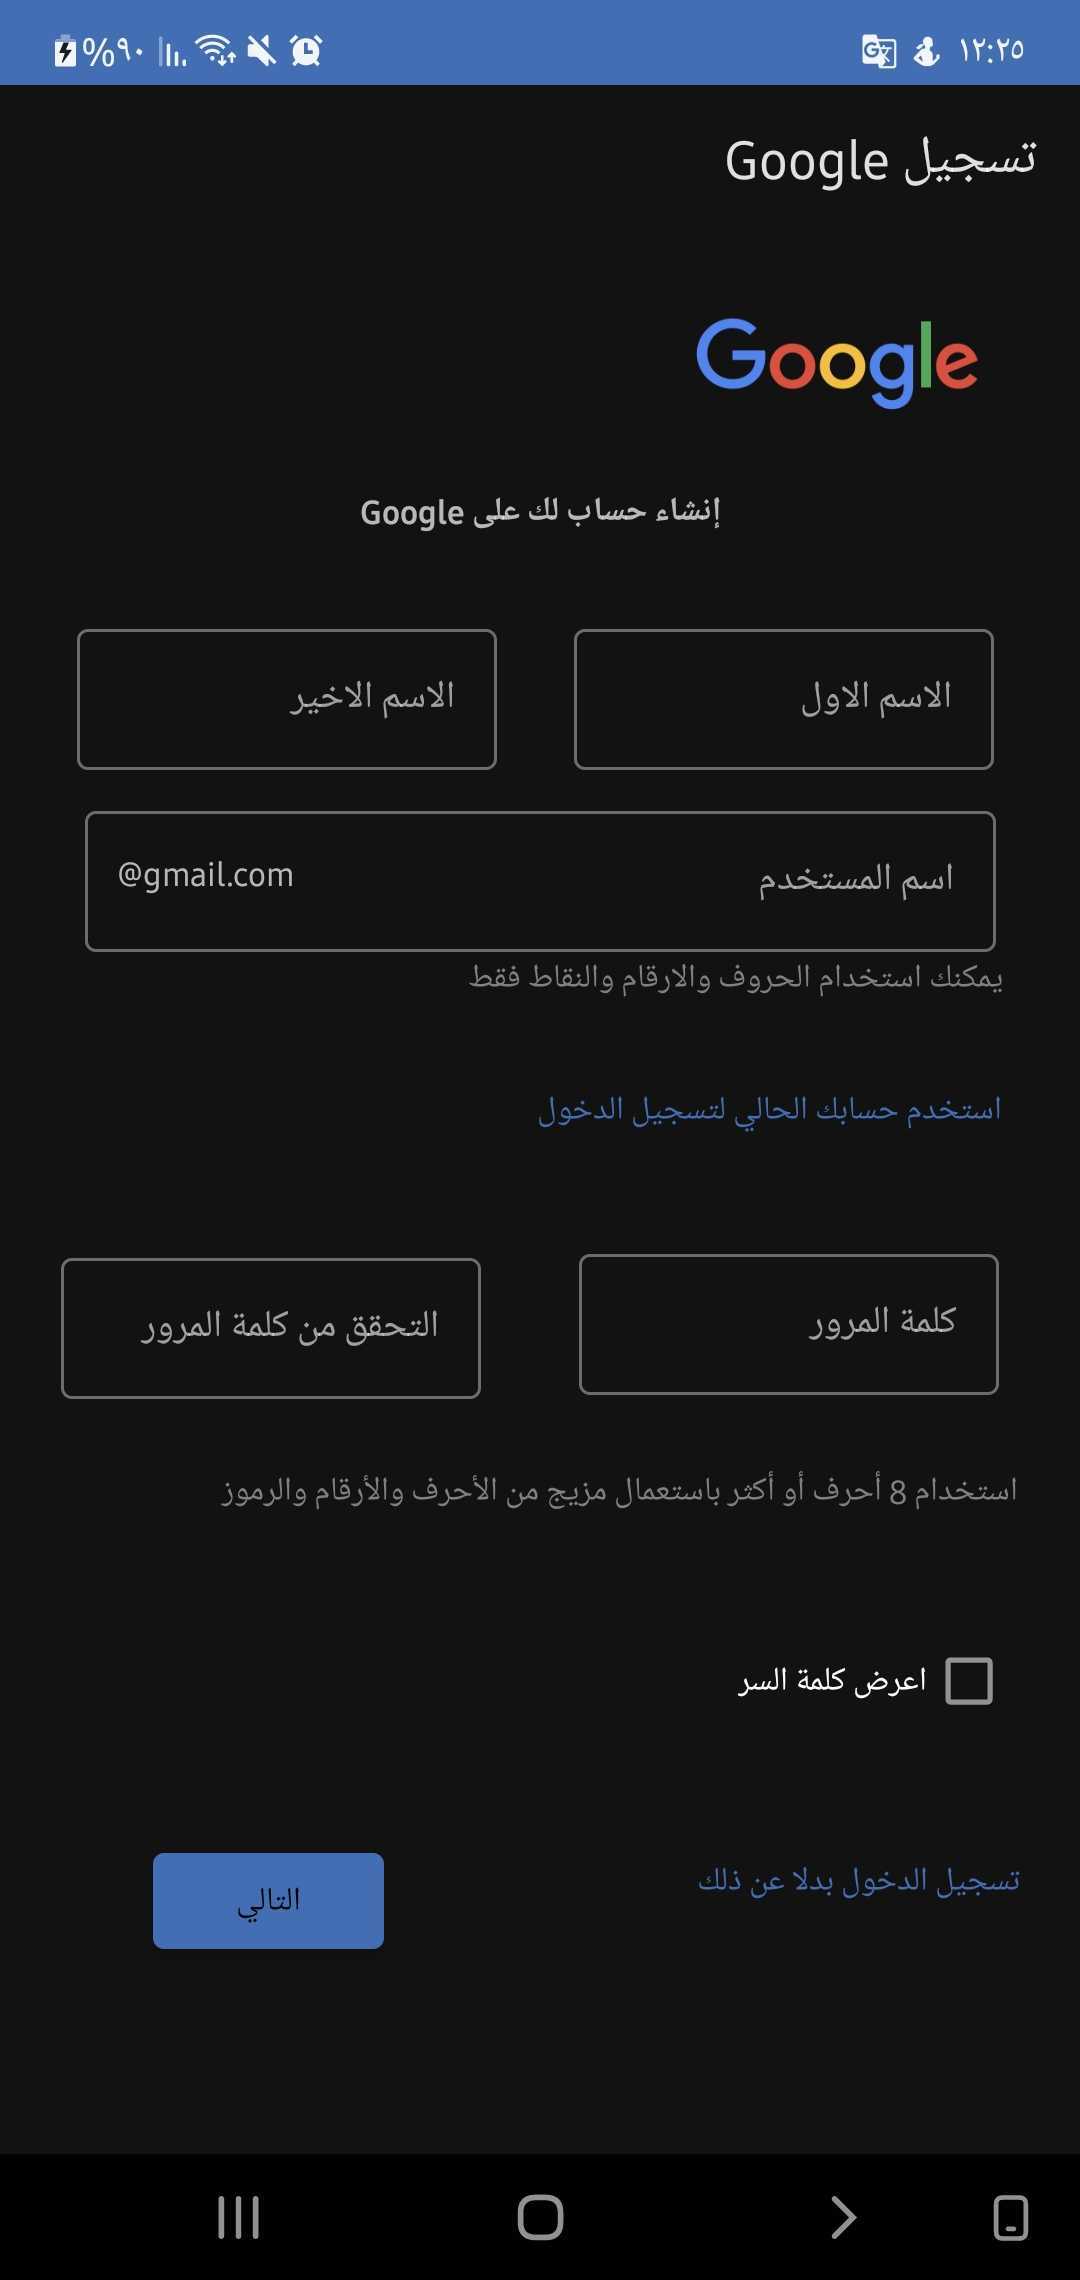 ١٢:٢٥
%٩٠
تسجيل Google
Google
إنشاء حساب لك على Google
الاسم الاول
الاسم الاخير
اسم المستخدم
@gmail.com
يمكنك استخدام الحروف والارقام والنقاط فقط
استخدم حسابك الحالي لتسجيل الدخول
كلمة المرور
التحقق من كلمة المرور
استخدام 8 أحرف أو أكثر باستعمال مزيج من الأحرف والأرقام والرموز
اعرض كلمة السر
تسجيل الدخول بدلا عن ذلك
التالي